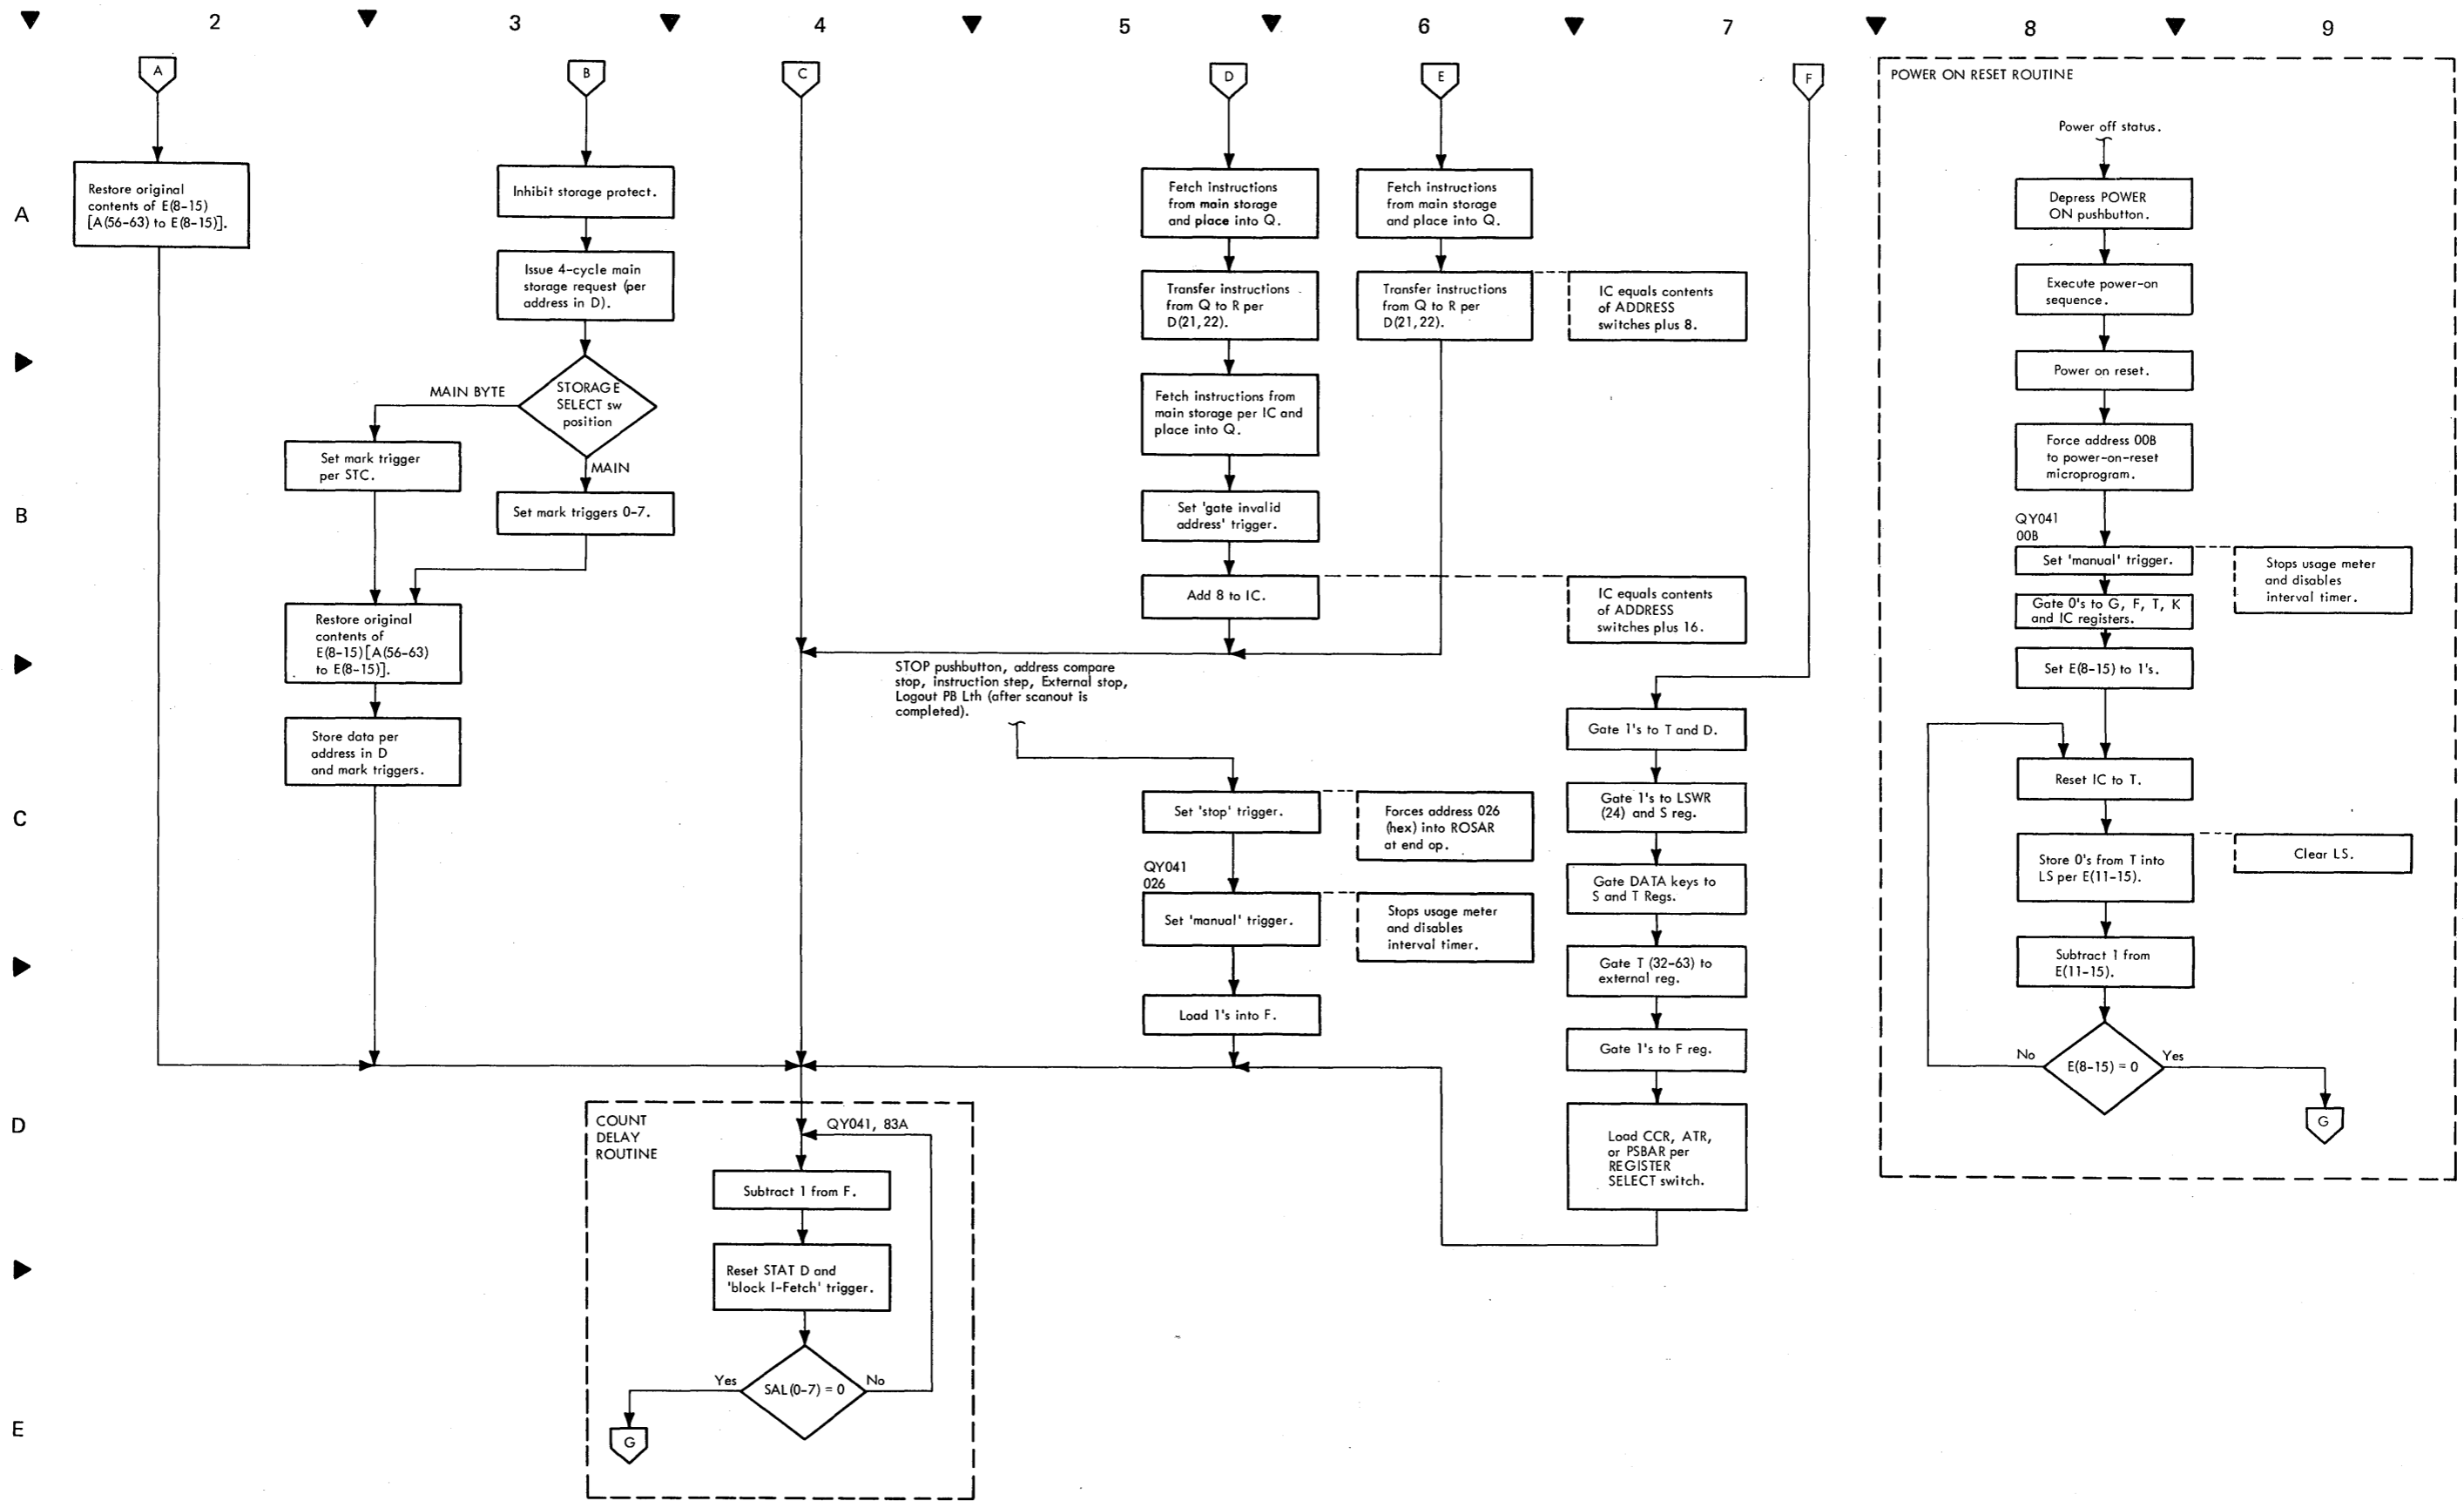 2 3 4 5 6 7 8 9
A
B
C
D
E
A
Restore original
contents of E(8-15)
[A(56-63) to E(8-15)].
B
Inhibit storage protect.
Issue 4-cycle main
storage request (per
address in D).
STORAGE
SELECT sw
position
MAIN BYTE
MAIN
Set mark trigger
per STC.
Set mark triggers 0-7.
Restore original
contents of
E(8-15)[A(56-63)
to E(8-15)].
Store data per
address in D
and mark triggers.
C
COUNT
DELAY
ROUTINE
QY041, 83A
Subtract 1 from F.
Reset STAT D and
'block I-Fetch' trigger.
SAL(0-7) = 0
Yes
No
G
D
Fetch instructions
from main storage
and place into Q.
Transfer instructions
from Q to R per
D(21,22).
Fetch instructions from
main storage per IC and
place into Q.
Set 'gate invalid
address' trigger.
Add 8 to IC.
IC equals contents
of ADDRESS
switches plus 16.
E
Fetch instructions
from main storage
and place into Q.
Transfer instructions
from Q to R per
D(21,22).
IC equals contents
of ADDRESS
switches plus 8.
STOP pushbutton, address compare
stop, instruction step, External stop,
Logout PB Lth (after scanout is
completed).
Set 'stop' trigger.
Forces address 026
(hex) into ROSAR
at end op.
QY041
026
Set 'manual' trigger.
Stops usage meter
and disables
interval timer.
Load 1's into F.
F
Gate 1's to T and D.
Gate 1's to LSWR
(24) and S reg.
Gate DATA keys to
S and T Regs.
Gate T (32-63) to
external reg.
Gate 1's to F reg.
Load CCR, ATR,
or PSBAR per
REGISTER
SELECT switch.
POWER ON RESET ROUTINE
Power off status.
Depress POWER
ON pushbutton.
Execute power-on
sequence.
Power on reset.
Force address 00B
to power-on-reset
microprogram.
QY041
00B
Set 'manual' trigger.
Stops usage meter
and disables
interval timer.
Gate 0's to G, F, T, K
and IC registers.
Set E(8-15) to 1's.
Reset IC to T.
Store 0's from T into
LS per E(11-15).
Clear LS.
Subtract 1 from
E(11-15).
E(8-15) = 0
No
Yes
G